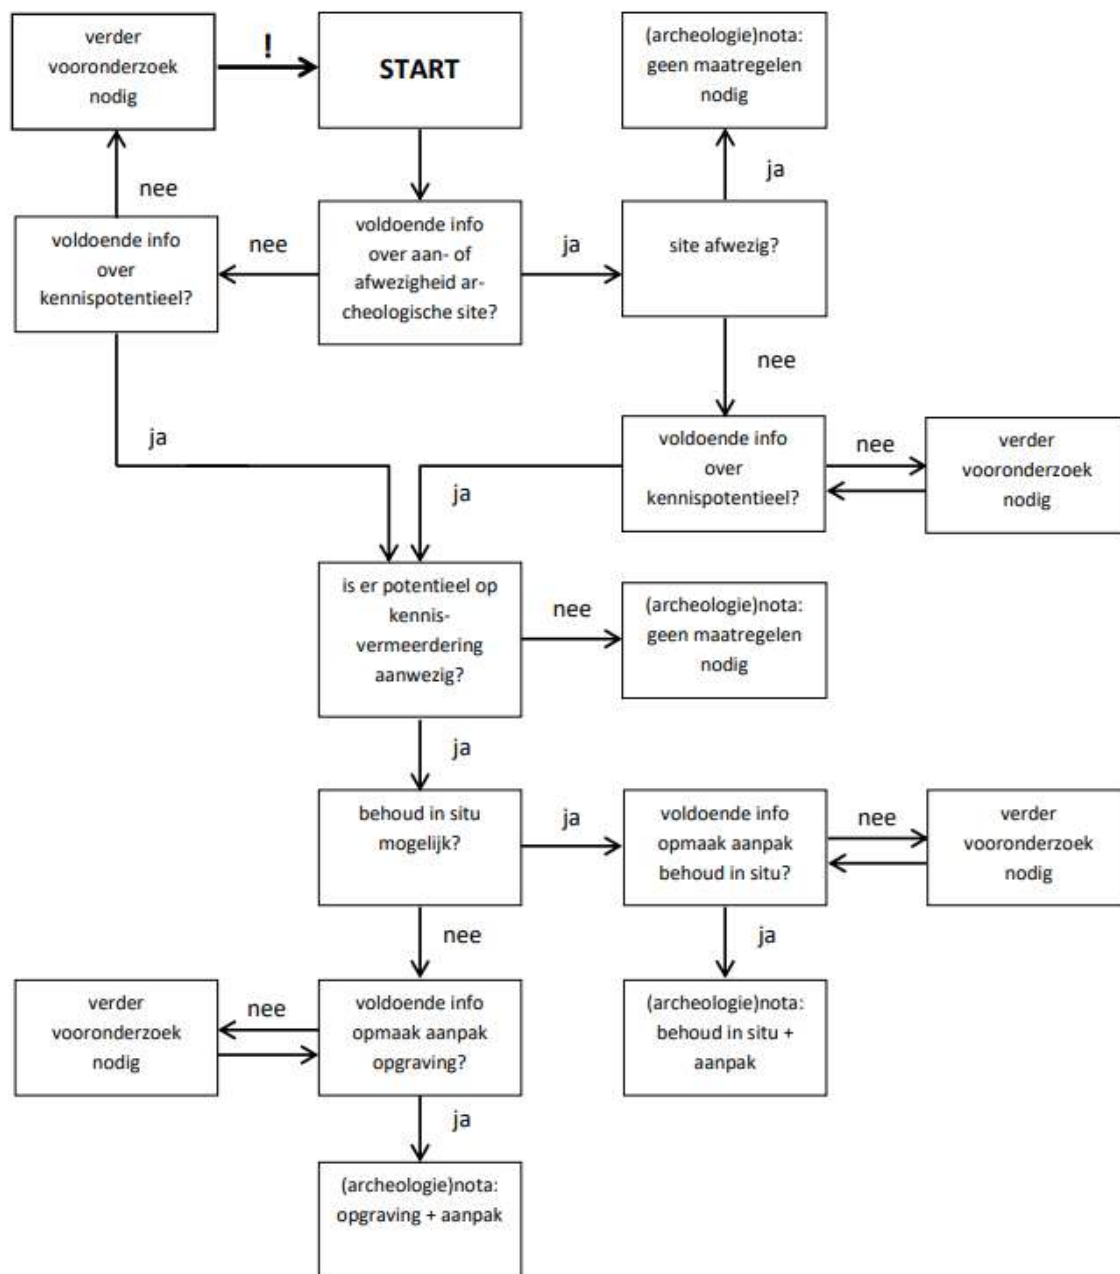 verder
vooronderzoek
nodig
!
START
(archeologie)nota:
geen maatregelen
nodig
nee
ja
voldoende info
over
kennispotentieel?
nee
voldoende info
over aan- of
afwezigheid ar-
cheologische site?
ja
site afwezig?
nee
ja
voldoende info
over
kennispotentieel?
nee
verder
vooronderzoek
nodig
ja
is er potentieel op
kennis-
vermeerdering
aanwezig?
nee
(archeologie)nota:
geen maatregelen
nodig
ja
behoud in situ
mogelijk?
ja
voldoende info
opmaak aanpak
behoud in situ?
nee
verder
vooronderzoek
nodig
nee
ja
verder
vooronderzoek
nodig
nee
voldoende info
opmaak aanpak
opgraving?
(archeologie)nota:
behoud in situ +
aanpak
ja
(archeologie)nota:
opgraving + aanpak